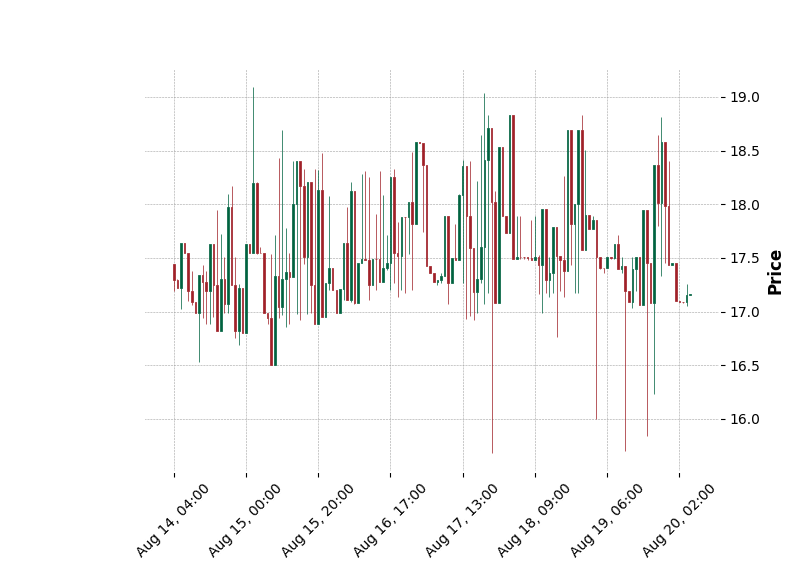 19.0
18.5
18.0
17.5
17.0
16.5
16.0
Price
Aug 14, 04:00
Aug 15, 00:00
Aug 15, 20:00
Aug 16, 17:00
Aug 17, 13:00
Aug 18, 09:00
Aug 19, 06:00
Aug 20, 02:00